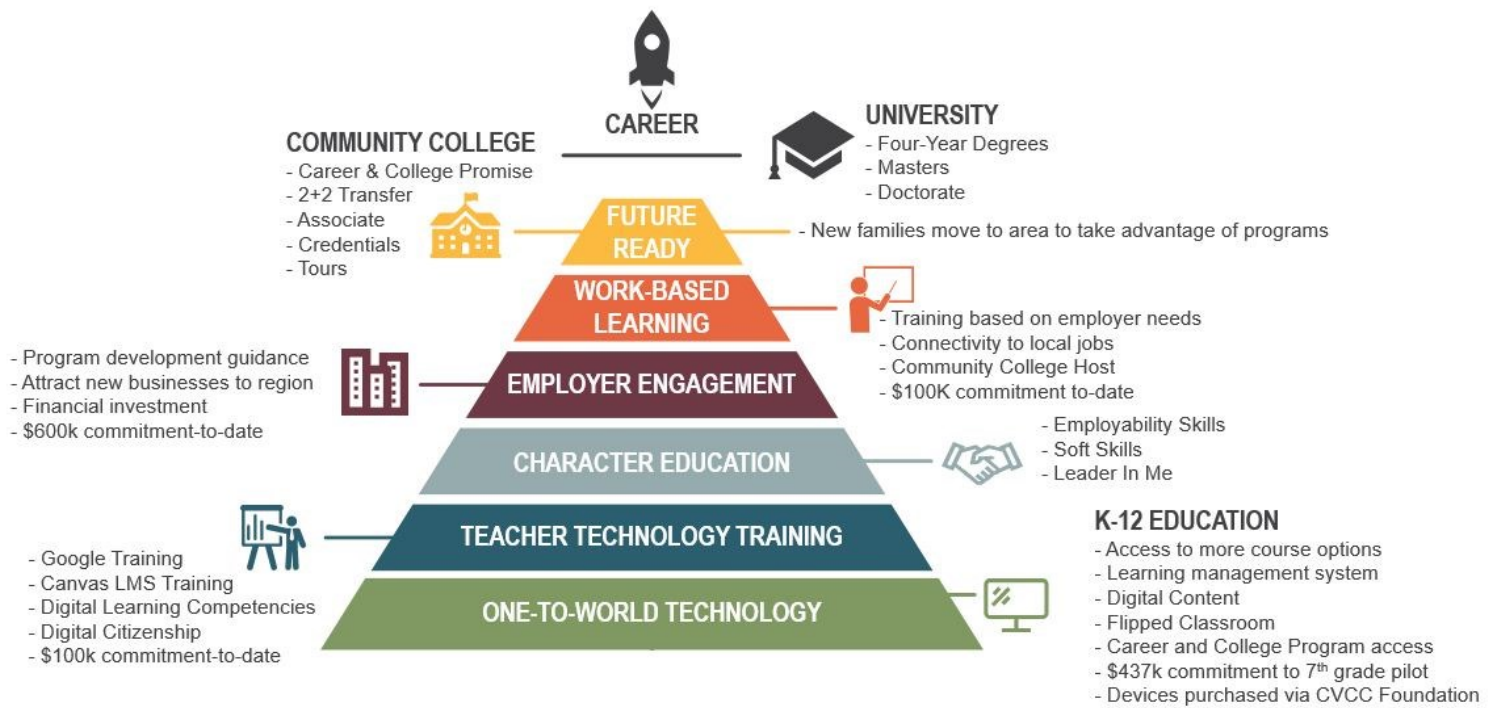 CAREER
COMMUNITY COLLEGE
- Career & College Promise
- 2+2 Transfer
- Associate
- Credentials
- Tours
UNIVERSITY
- Four-Year Degrees
- Masters
- Doctorate
FUTURE
READY
- New families move to area to take advantage of programs
WORK-BASED
LEARNING
- Training based on employer needs
- Connectivity to local jobs
- Community College Host
- $100K commitment to-date
- Program development guidance
- Attract new businesses to region
- Financial investment
- $600k commitment-to-date
EMPLOYER ENGAGEMENT
CHARACTER EDUCATION
- Employability Skills
- Soft Skills
- Leader In Me
TEACHER TECHNOLOGY TRAINING
- Google Training
- Canvas LMS Training
- Digital Learning Competencies
- Digital Citizenship
- $100k commitment-to-date
ONE-TO-WORLD TECHNOLOGY
K-12 EDUCATION
- Access to more course options
- Learning management system
- Digital Content
- Flipped Classroom
- Career and College Program access
- $437k commitment to 7th grade pilot
- Devices purchased via CVCC Foundation